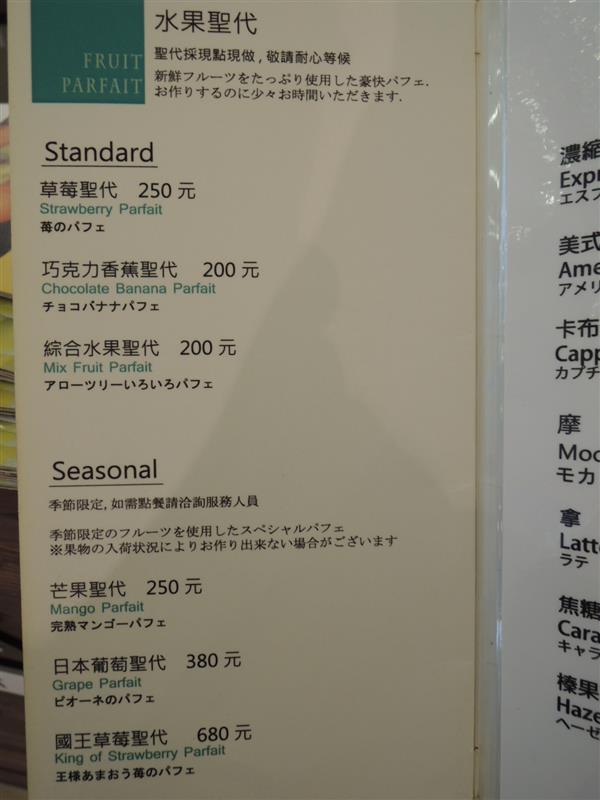 FRUIT
PARFAIT
水果聖代
聖代採現點現做，敬請耐心等候
新鮮フルーツをたっぷり使用した豪快パフェ.
お作りするのに少々お時間いただきます.
Standard
草莓聖代 250 元
Strawberry Parfait
苺のパフェ
巧克力香蕉聖代 200 元
Chocolate Banana Parfait
チョコバナナパフェ
綜合水果聖代 200 元
Mix Fruit Parfait
アローツリーいろいろパフェ
Seasonal
季節限定, 如需點餐請洽詢服務人員
季節限定のフルーツを使用したスペシャルパフェ
※果物の入荷状況によりお作り出来ない場合がございます
芒果聖代 250 元
Mango Parfait
完熟マンゴーパフェ
日本葡萄聖代 380 元
Grape Parfait
ピオーネのパフェ
國王草莓聖代 680 元
King of Strawberry Parfait
王様あまおう苺のパフェ
濃縮
Expr
エスプ
美式
Ame
アメリ
卡布
Capp
カプチ
摩
Moc
モカ
拿
Latte
ラテ
焦糖
Cara
キャラ
榛果
Haze
ヘーゼ